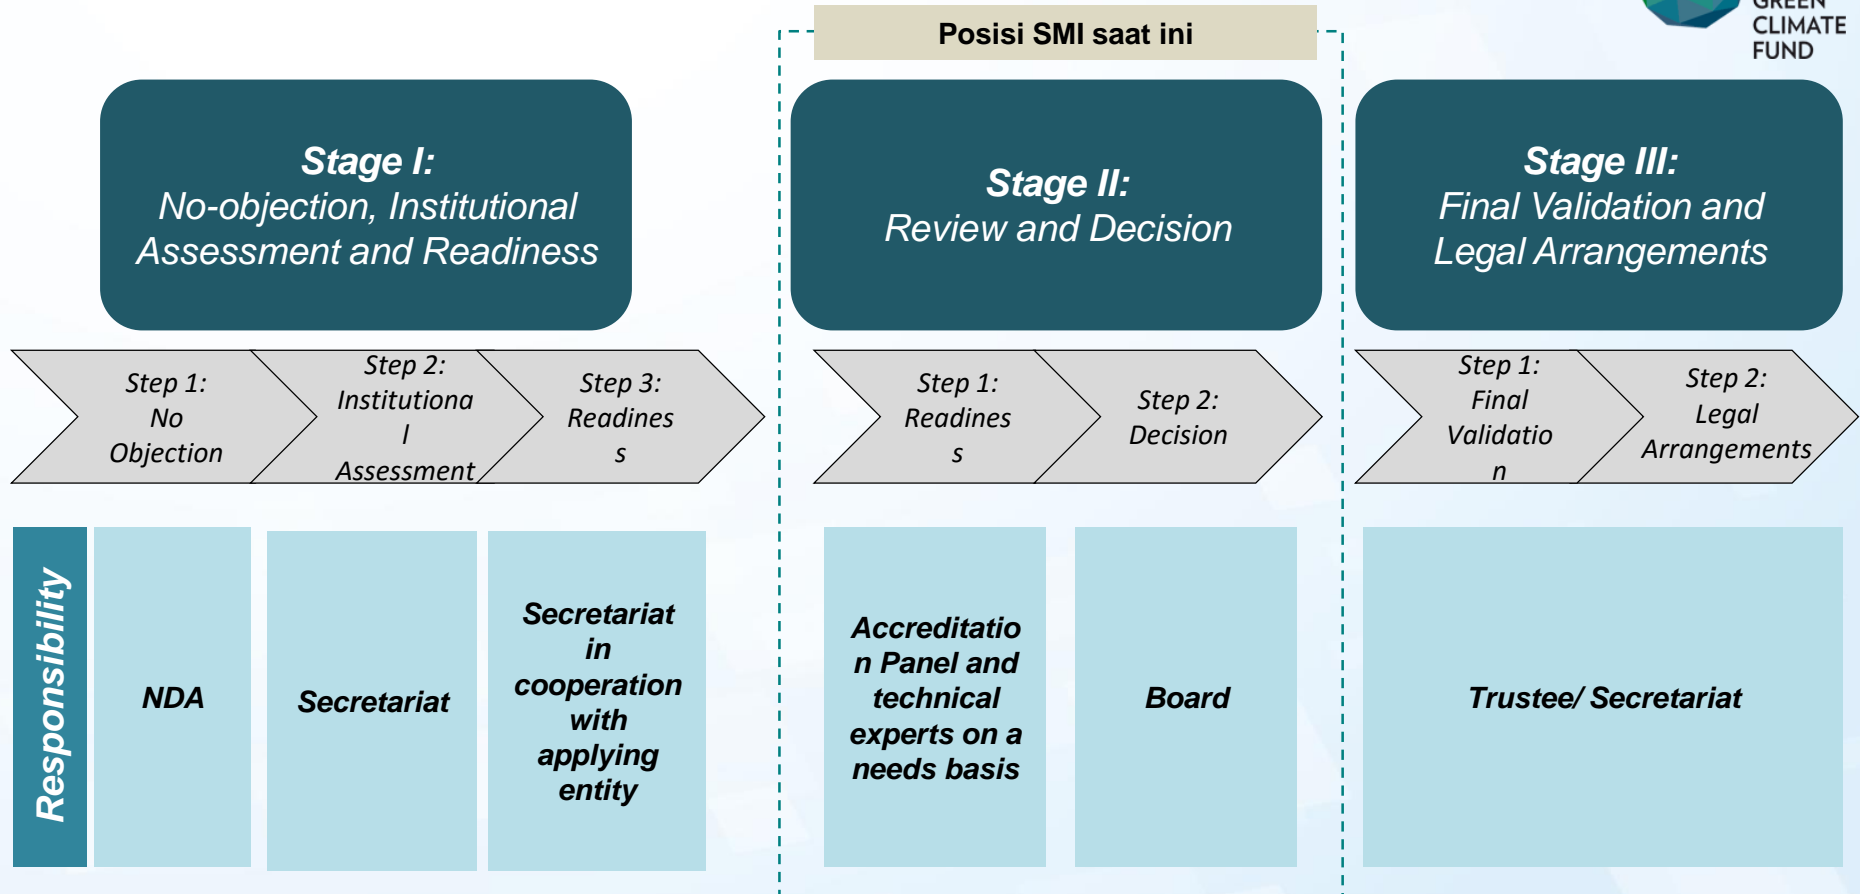 Posisi SMI saat ini
GREEN
CLIMATE
FUND
Stage I:
No-objection, Institutional
Assessment and Readiness
Stage II:
Review and Decision
Stage III:
Final Validation and
Legal Arrangements
Step 1:
No
Objection
Step 2:
Institutiona
l
Assessment
Step 3:
Readines
s
Step 1:
Readines
s
Step 2:
Decision
Step 1:
Final
Validatio
n
Step 2:
Legal
Arrangements
Responsibility
NDA
Secretariat
Secretariat
in
cooperation
with
applying
entity
Accreditatio
n Panel and
technical
experts on a
needs basis
Board
Trustee/ Secretariat